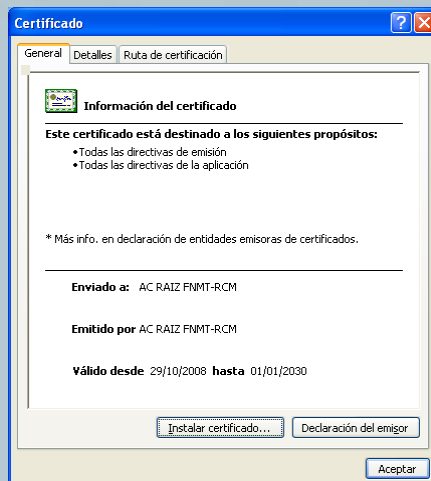 Certificado
General Detalles Ruta de certificación
Información del certificado
Este certificado está destinado a los siguientes propósitos:
•Todas las directivas de emisión
•Todas las directivas de la aplicación
* Más info. en declaración de entidades emisoras de certificados.
Enviado a: AC RAIZ FNMT-RCM
Emitido por AC RAIZ FNMT-RCM
Válido desde 29/10/2008 hasta 01/01/2030
Instalar certificado... Declaración del emisor
Aceptar